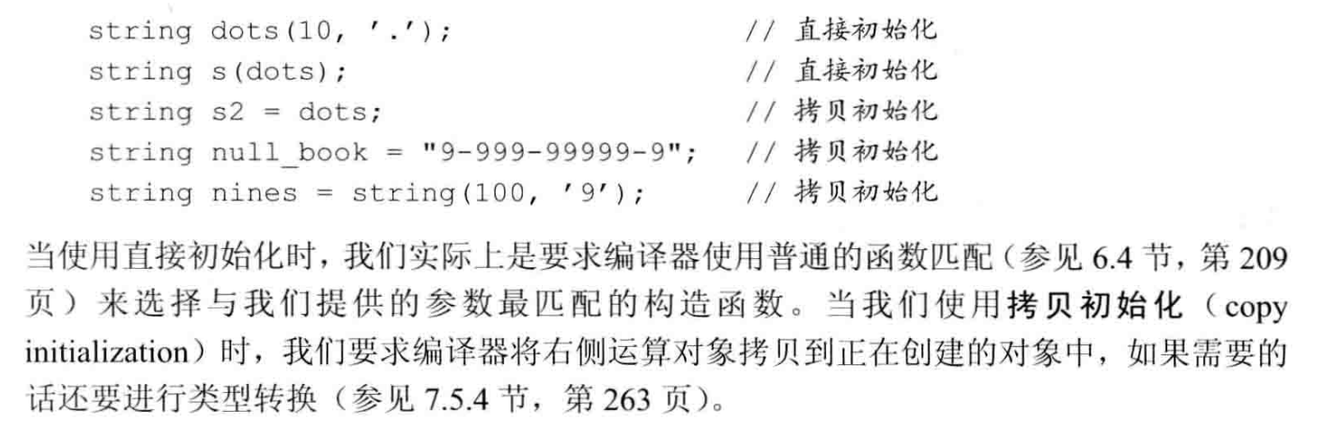 string dots(10, '.'); // 直接初始化
string s(dots); // 直接初始化
string s2 = dots; // 拷贝初始化
string null_book = "9-999-99999-9"; // 拷贝初始化
string nines = string(100, '9'); // 拷贝初始化
当使用直接初始化时，我们实际上是要求编译器使用普通的函数匹配（参见 6.4 节，第 209
页）来选择与我们提供的参数最匹配的构造函数。当我们使用拷贝初始化（copy
initialization）时，我们要求编译器将右侧运算对象拷贝到正在创建的对象中，如果需要的
话还要进行类型转换（参见 7.5.4 节，第 263 页）。